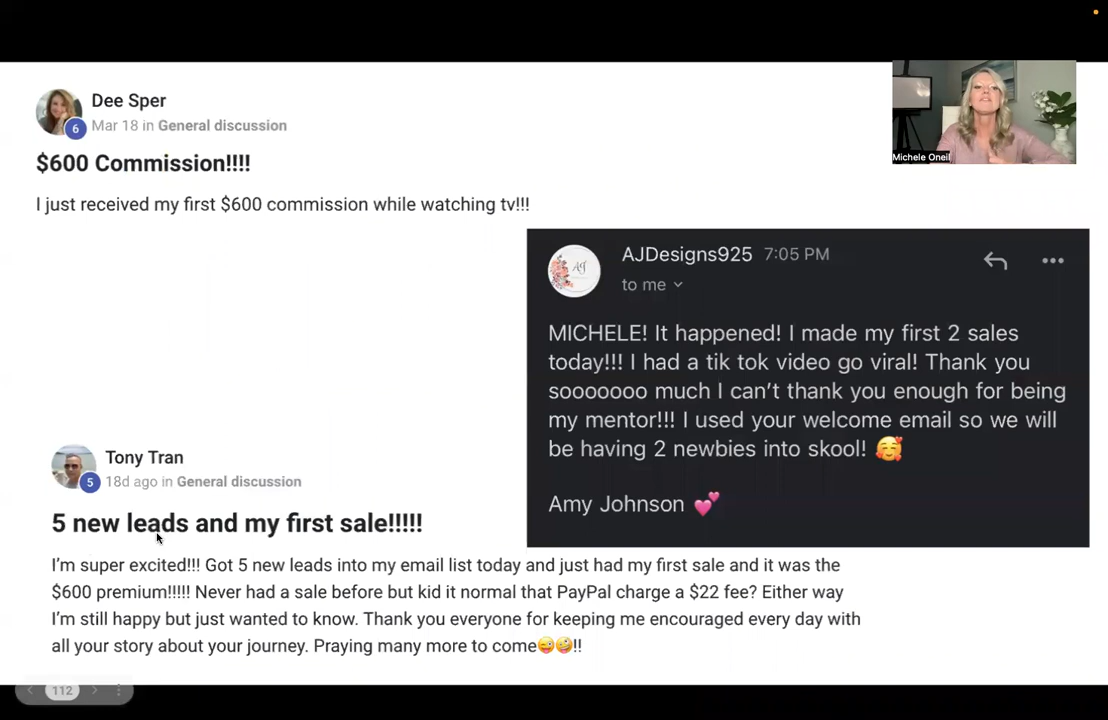 Dee Sper
6
Mar 18 in General discussion
$600 Commission!!!!
I just received my first $600 commission while watching tv!!!
Michele Oneil
AJ
AJDesigns925 7:05 PM
to me
MICHELE! It happened! I made my first 2 sales
today!!! I had a tik tok video go viral! Thank you
sooooooo much I can't thank you enough for being
my mentor!!! I used your welcome email so we will
be having 2 newbies into skool! 🥰
Amy Johnson 💕
Tony Tran
5
18d ago in General discussion
5 new leads and my first sale!!!!!
I'm super excited!!! Got 5 new leads into my email list today and just had my first sale and it was the
$600 premium!!!!! Never had a sale before but kid it normal that PayPal charge a $22 fee? Either way
I'm still happy but just wanted to know. Thank you everyone for keeping me encouraged every day with
all your story about your journey. Praying many more to come😜🤪!!
112